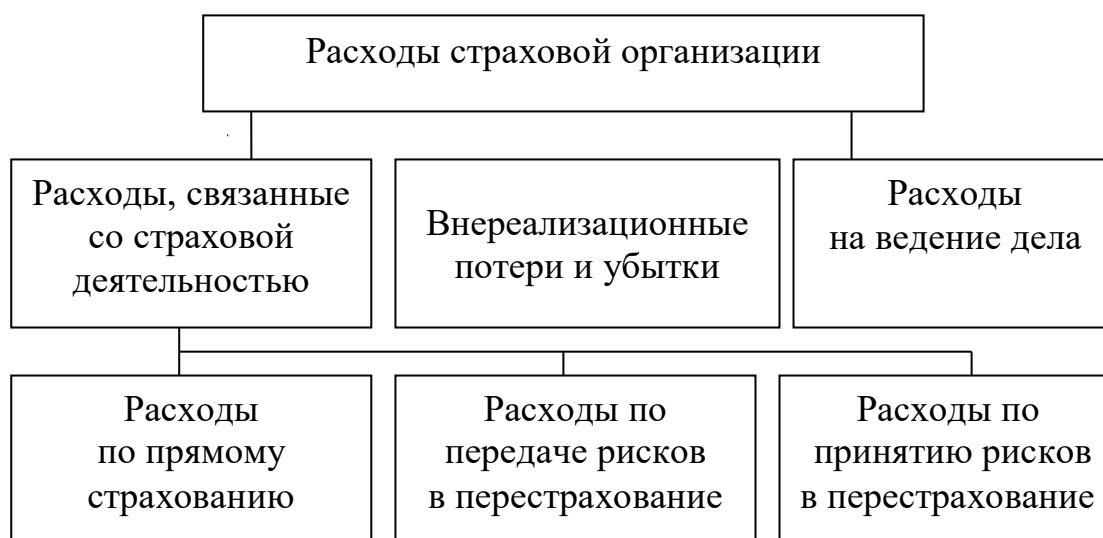 Расходы страховой организации
Расходы, связанные
со страховой
деятельностью
Внереализационные
потери и убытки
Расходы
на ведение дела
Расходы
по прямому
страхованию
Расходы по
передаче рисков
в перестрахование
Расходы по
принятию рисков
в перестрахование